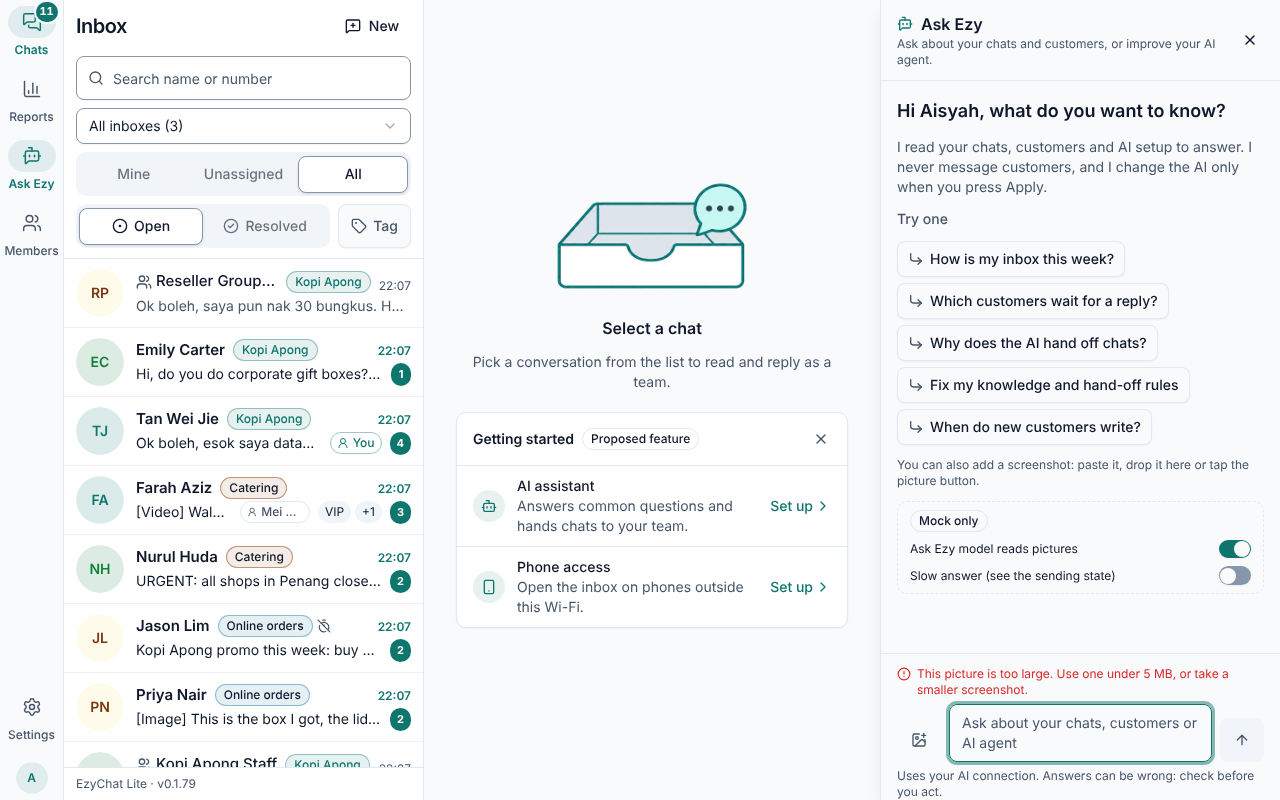 11
Chats
Reports
Ask Ezy
Members
Settings
A
Inbox
New
Search name or number
All inboxes (3)
Mine
Unassigned
All
Open
Resolved
Tag
RP
Reseller Group...
Kopi Apong
22:07
Ok boleh, saya pun nak 30 bungkus. H...
EC
Emily Carter
Kopi Apong
22:07
Hi, do you do corporate gift boxes?...
1
TJ
Tan Wei Jie
Kopi Apong
22:07
Ok boleh, esok saya data...
You
4
FA
Farah Aziz
Catering
22:07
[Video] Wal...
Mei ...
VIP
+1
3
NH
Nurul Huda
Catering
22:07
URGENT: all shops in Penang close...
2
JL
Jason Lim
Online orders
22:07
Kopi Apong promo this week: buy ...
2
PN
Priya Nair
Online orders
22:07
[Image] This is the box I got, the lid...
2
Kopi Apong Staff
Kopi Apong
22:07
EzyChat Lite · v0.1.79
Select a chat
Pick a conversation from the list to read and reply as a
team.
Getting started
Proposed feature
AI assistant
Answers common questions and
hands chats to your team.
Set up
Phone access
Open the inbox on phones outside
this Wi-Fi.
Set up
Ask Ezy
Ask about your chats and customers, or improve your AI
agent.
Hi Aisyah, what do you want to know?
I read your chats, customers and AI setup to answer. I
never message customers, and I change the AI only
when you press Apply.
Try one
How is my inbox this week?
Which customers wait for a reply?
Why does the AI hand off chats?
Fix my knowledge and hand-off rules
When do new customers write?
You can also add a screenshot: paste it, drop it here or tap the
picture button.
Mock only
Ask Ezy model reads pictures
Slow answer (see the sending state)
This picture is too large. Use one under 5 MB, or take a
smaller screenshot.
Ask about your chats, customers or
AI agent
Uses your AI connection. Answers can be wrong: check before
you act.